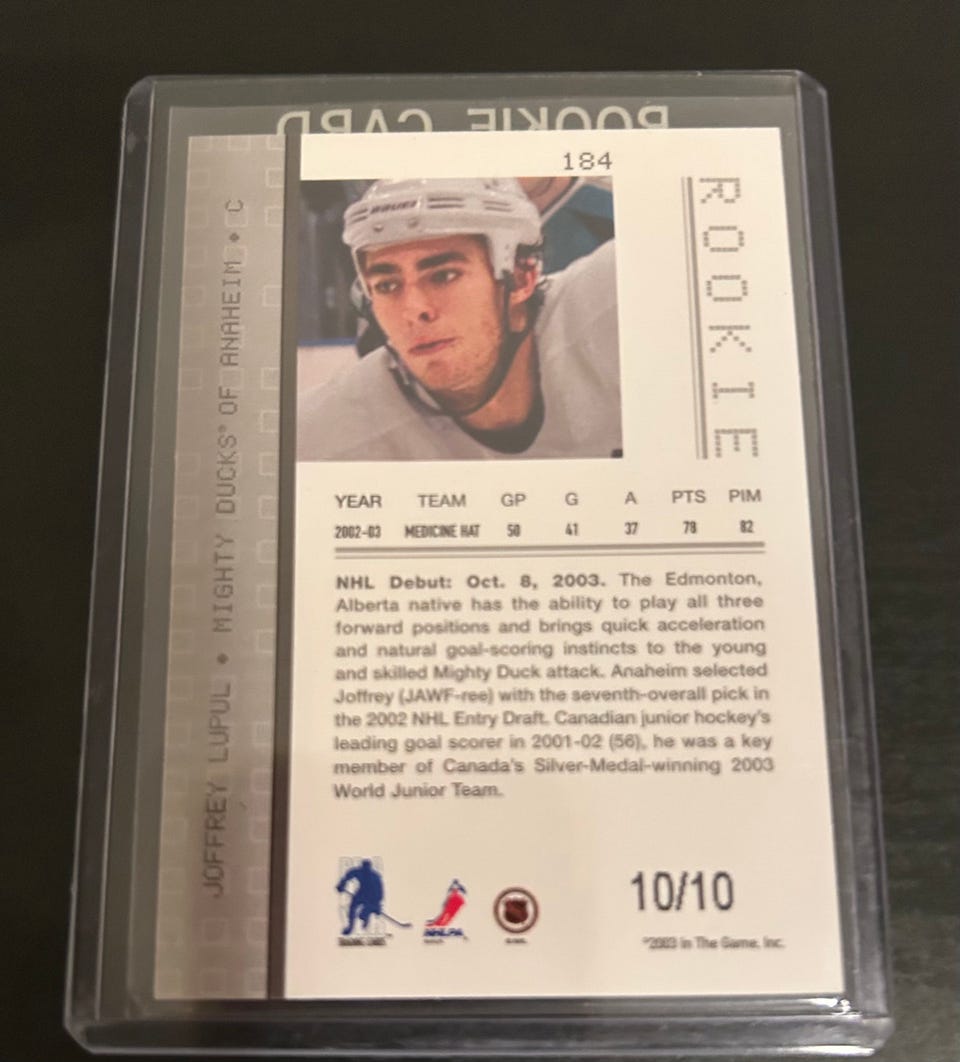 ROOKIE CARD
184
ROOKIE
JOFFREY LUPUL • MIGHTY DUCKS® OF ANAHEIM • C
YEAR TEAM GP G A PTS PIM
2002-03 MEDICINE HAT 50 41 37 78 82
NHL Debut: Oct. 8, 2003. The Edmonton,
Alberta native has the ability to play all three
forward positions and brings quick acceleration
and natural goal-scoring instincts to the young
and skilled Mighty Duck attack. Anaheim selected
Joffrey (JAWF-ree) with the seventh-overall pick in
the 2002 NHL Entry Draft. Canadian junior hockey's
leading goal scorer in 2001-02 (56), he was a key
member of Canada's Silver-Medal-winning 2003
World Junior Team.
NHLPA
10/10
©2003 In The Game, Inc.